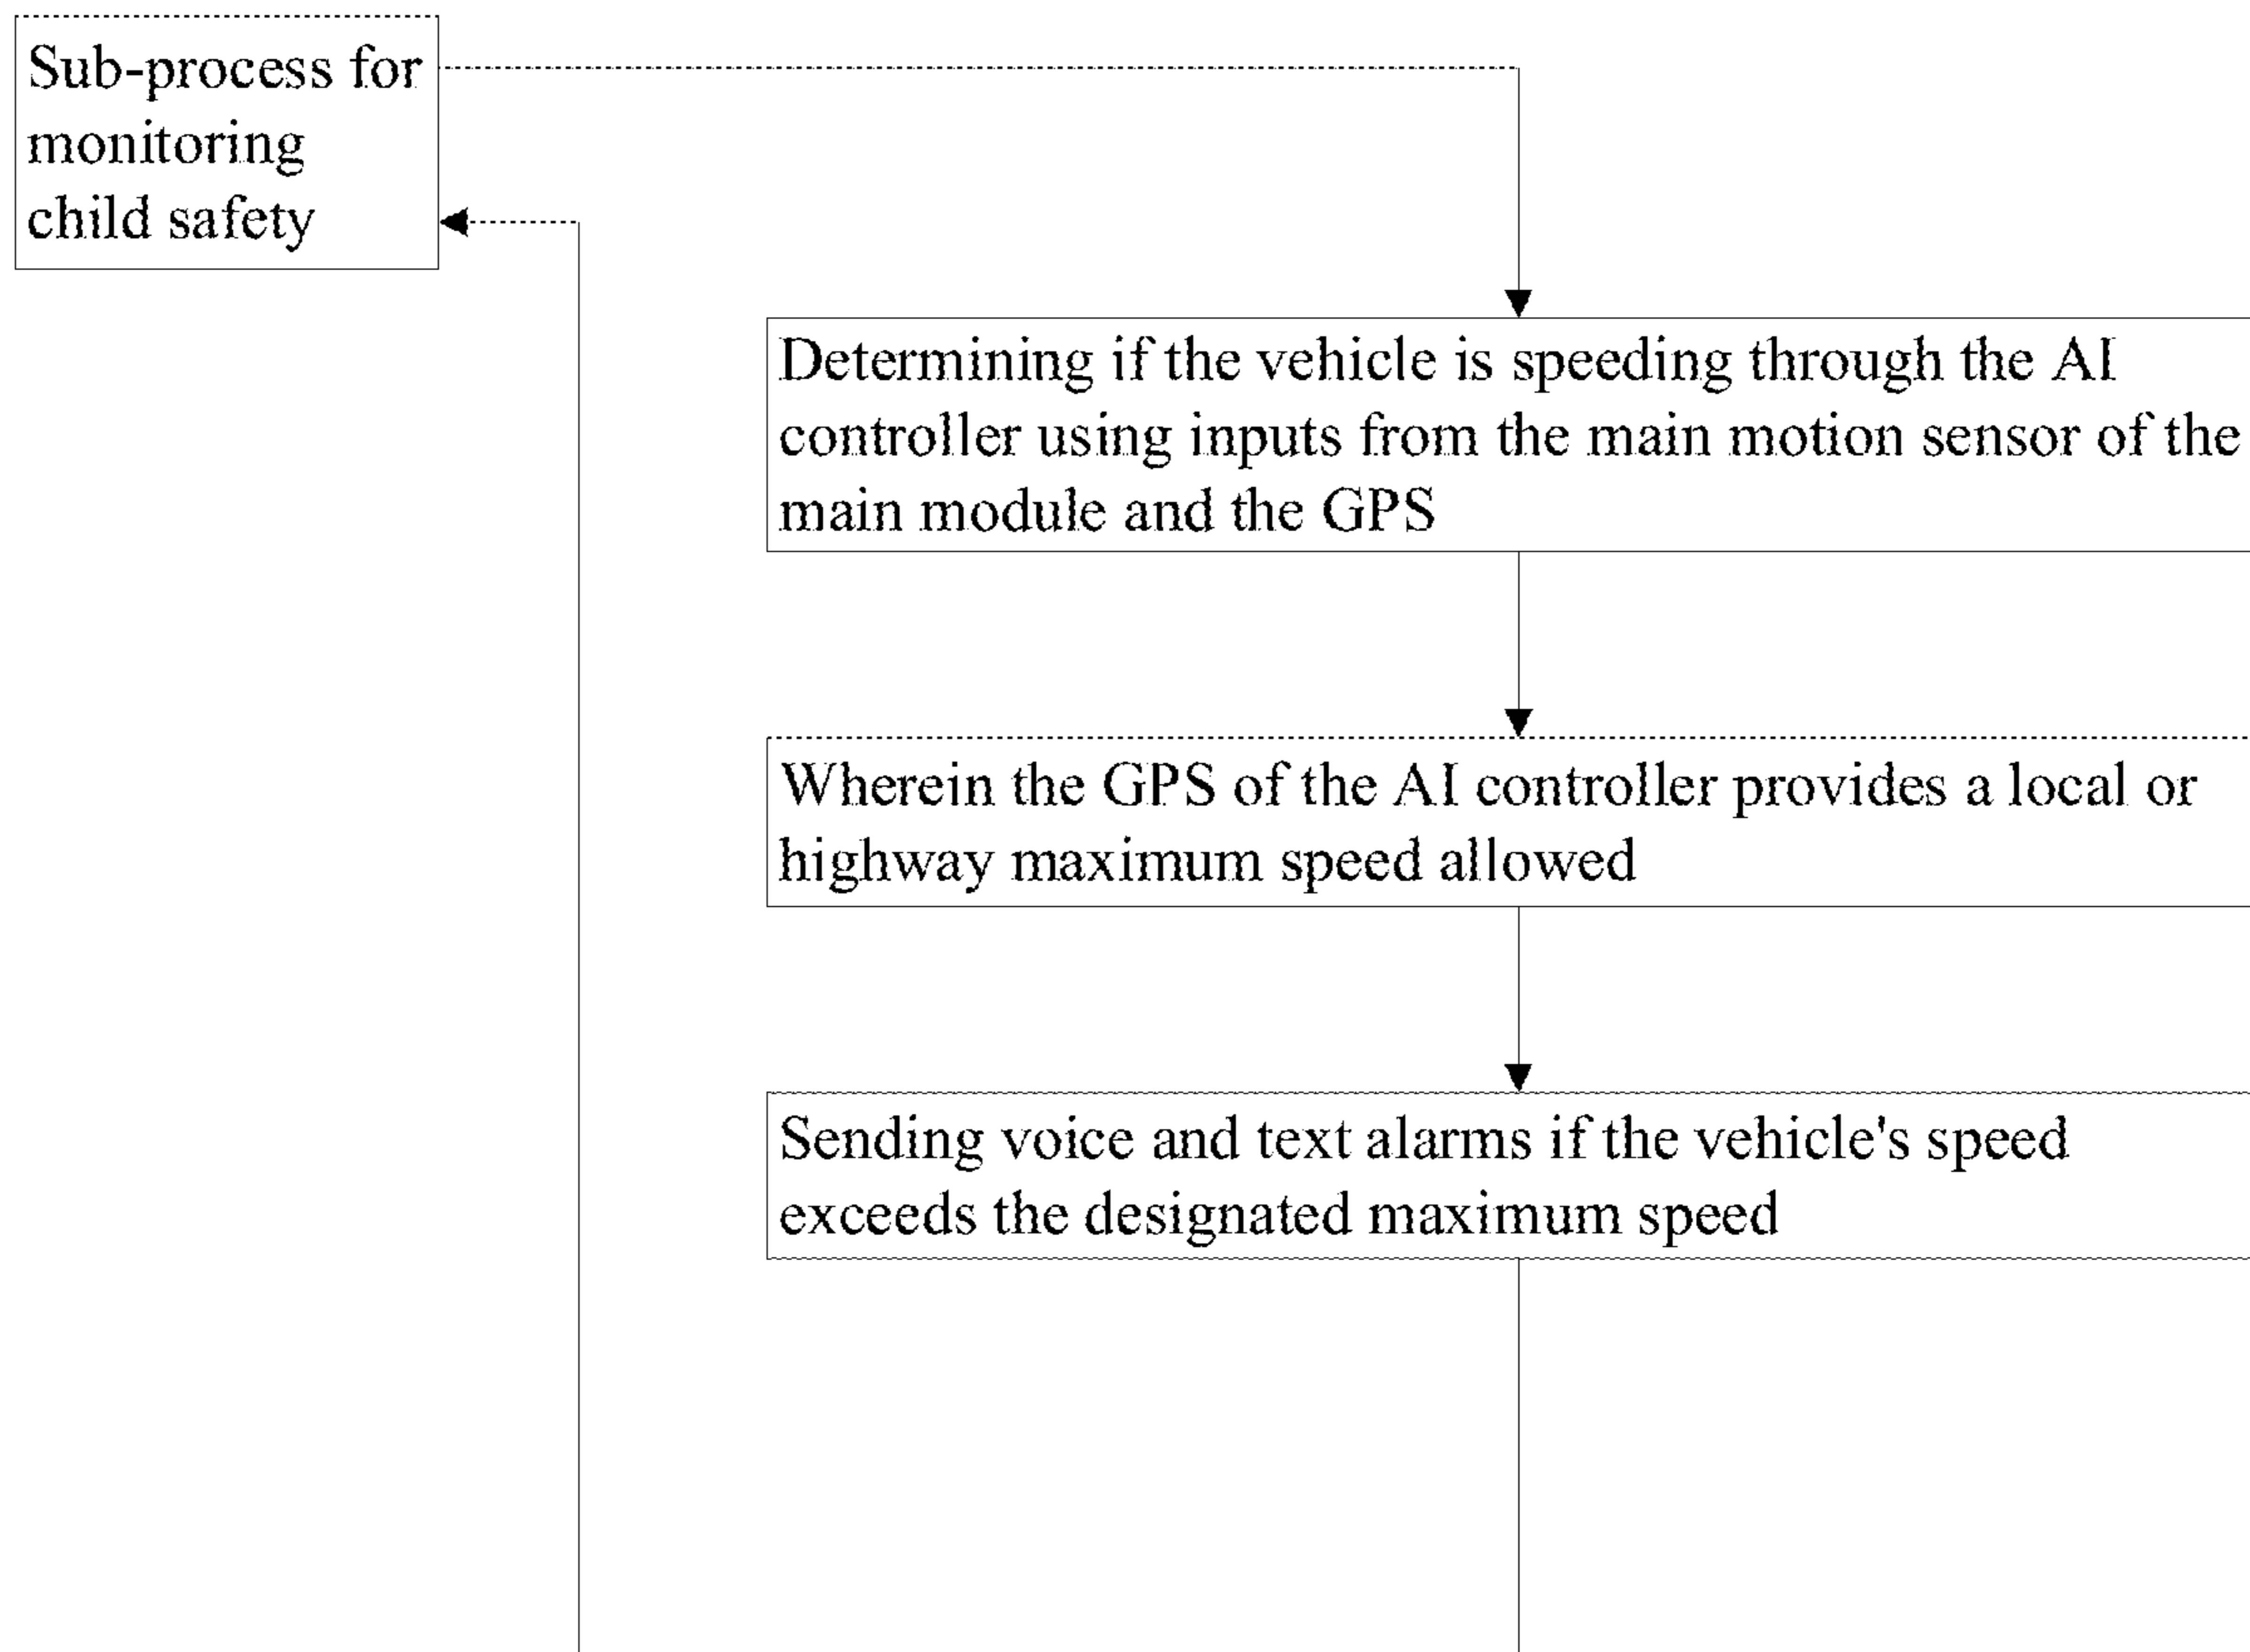 Sub-process for
monitoring
child safety
Determining if the vehicle is speeding through the AI
controller using inputs from the main motion sensor of the
main module and the GPS
Wherein the GPS of the AI controller provides a local or
highway maximum speed allowed
Sending voice and text alarms if the vehicle's speed
exceeds the designated maximum speed